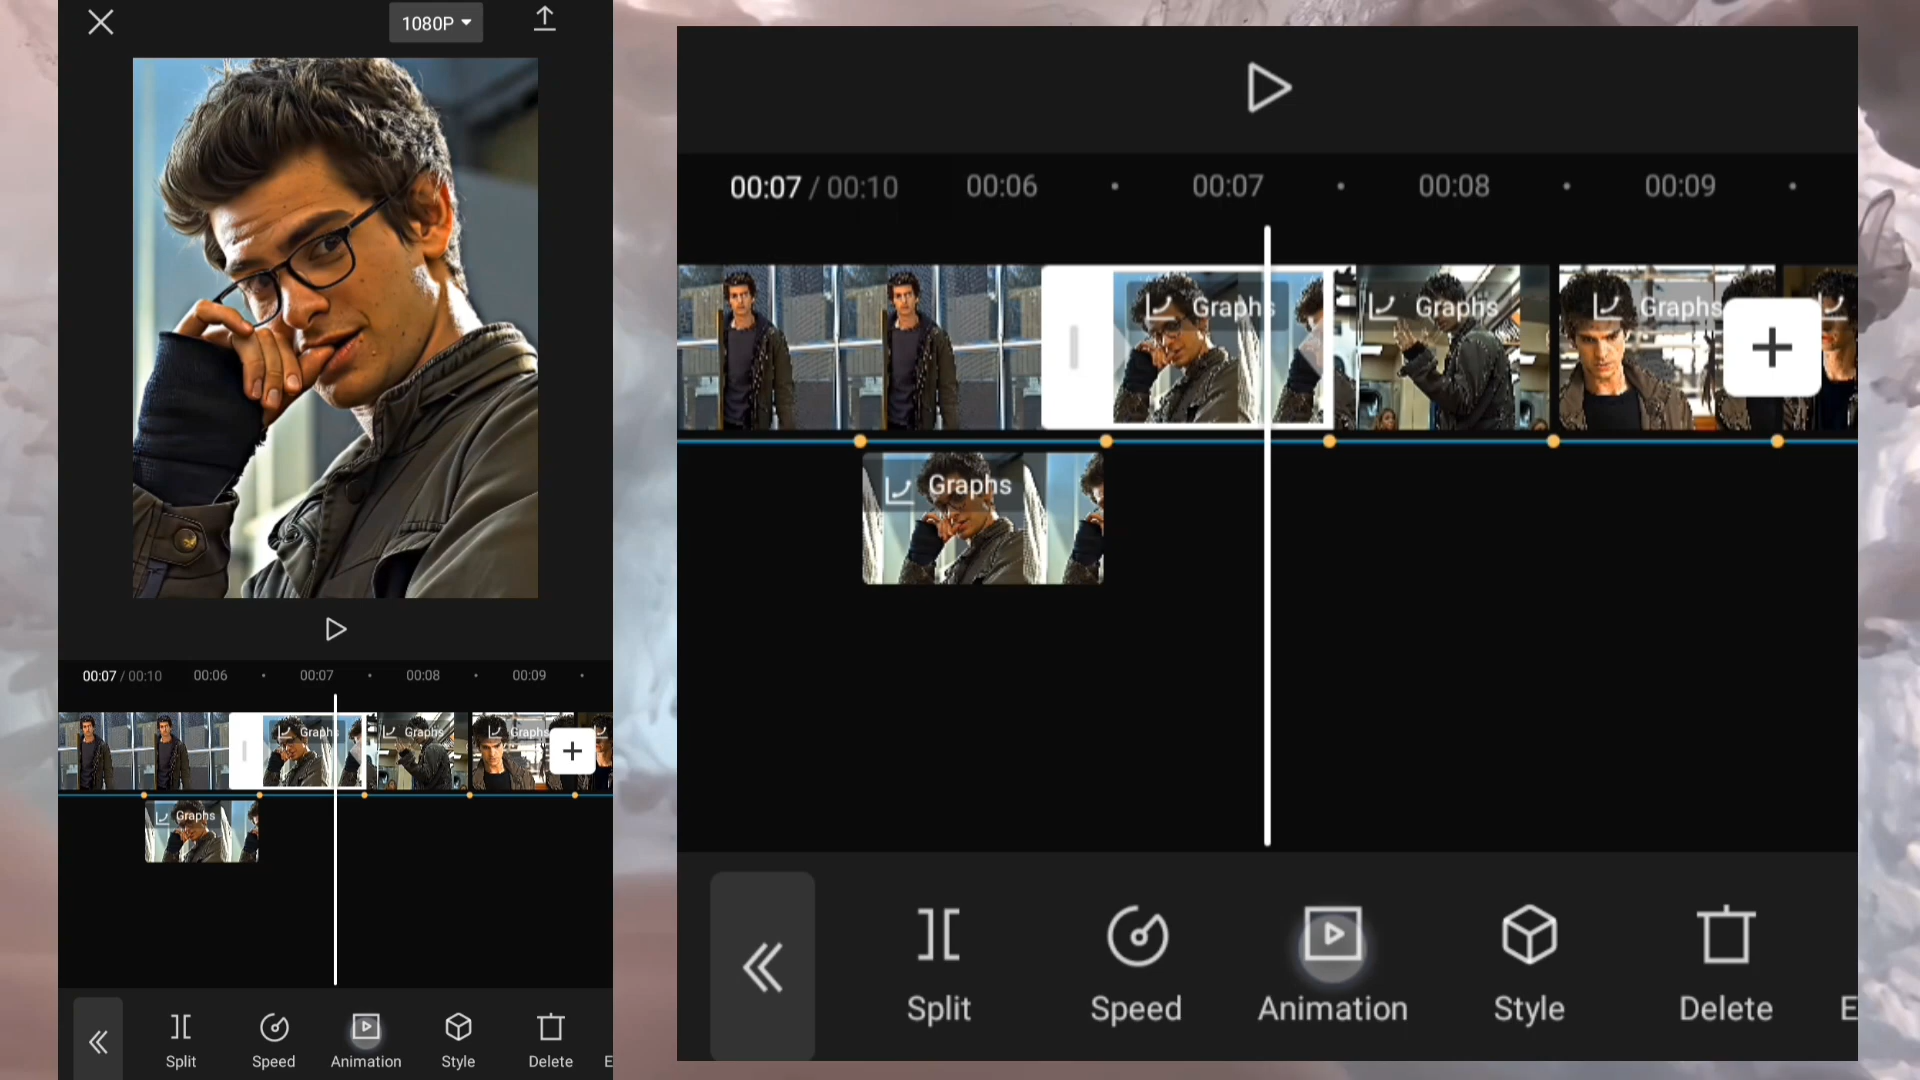 1080P
00:07 / 00:10 00:06 00:07 00:08 00:09
Graphs Graphs Graphs
Graphs
Split Speed Animation Style Delete E
00:07 / 00:10 00:06 00:07 00:08 00:09
Graphs Graphs Graphs
Graphs
Split Speed Animation Style Delete E